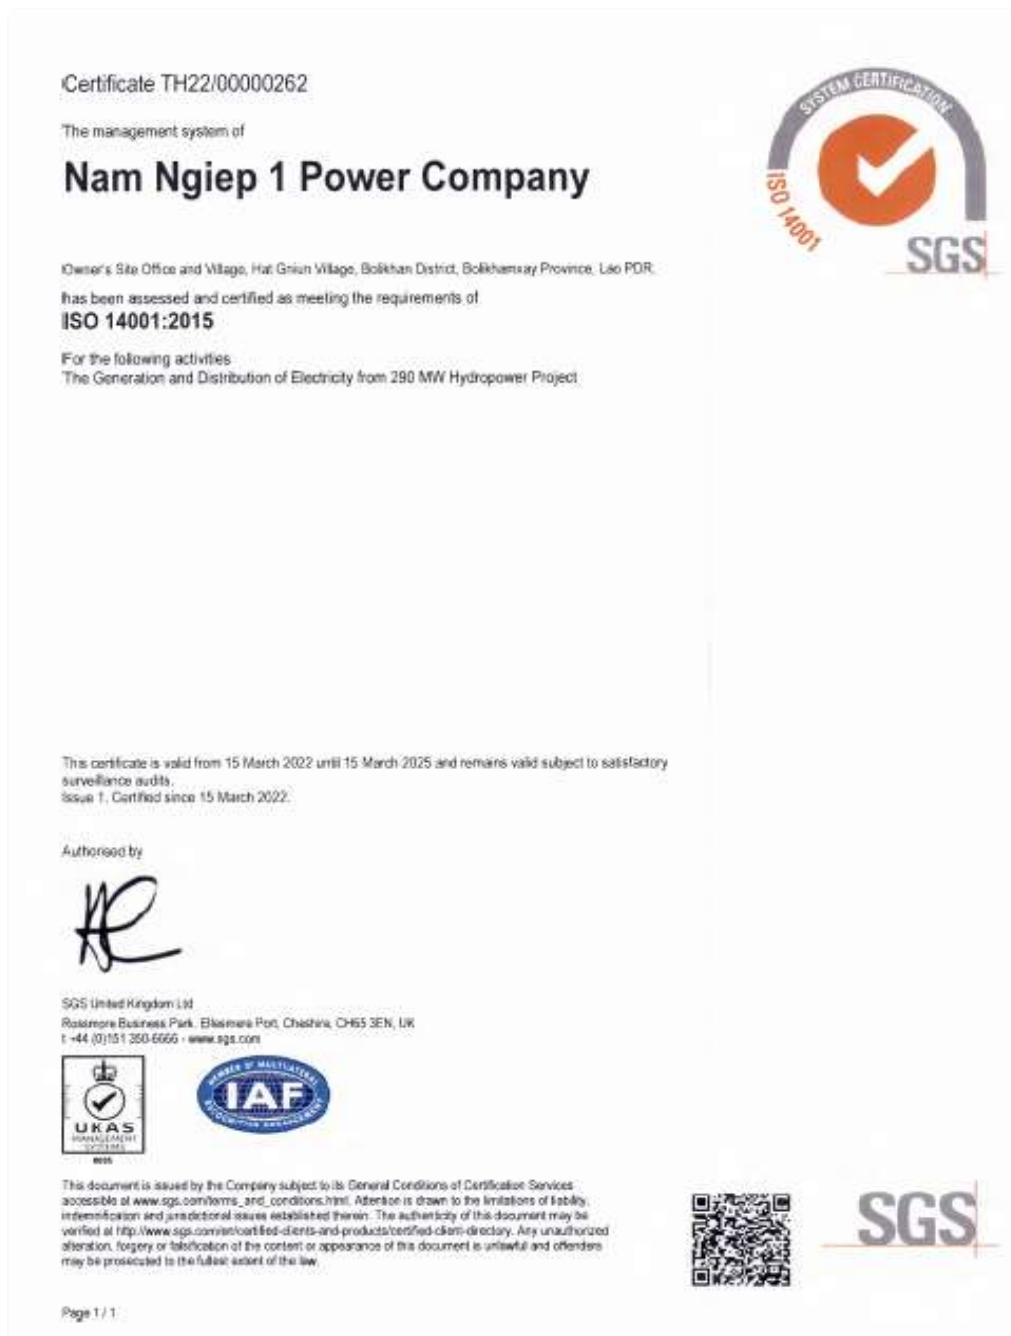 Certificate TH22/00000262
SYSTEM CERTIFICATION
ISO 14001
SGS
The management system of
Nam Ngiep 1 Power Company
Owner's Site Office and Village, Hat Gniun Village, Bolikhan District, Bolikhamxay Province, Lao PDR.
has been assessed and certified as meeting the requirements of
ISO 14001:2015
For the following activities
The Generation and Distribution of Electricity from 290 MW Hydropower Project
This certificate is valid from 15 March 2022 until 15 March 2025 and remains valid subject to satisfactory
surveillance audits.
Issue 1. Certified since 15 March 2022.
Authorised by
SGS United Kingdom Ltd
Rossmore Business Park, Ellesmere Port, Cheshire, CH65 3EN, UK
t +44 (0)151 350-6666 - www.sgs.com
UKAS
MANAGEMENT
SYSTEMS
0005
MEMBER OF MULTILATERAL
IAF
RECOGNITION ARRANGEMENT
This document is issued by the Company subject to its General Conditions of Certification Services
accessible at www.sgs.com/terms_and_conditions.html. Attention is drawn to the limitations of liability,
indemnification and jurisdictional issues established therein. The authenticity of this document may be
verified at http://www.sgs.com/en/certified-clients-and-products/certified-client-directory. Any unauthorized
alteration, forgery or falsification of the content or appearance of this document is unlawful and offenders
may be prosecuted to the fullest extent of the law.
SGS
Page 1 / 1